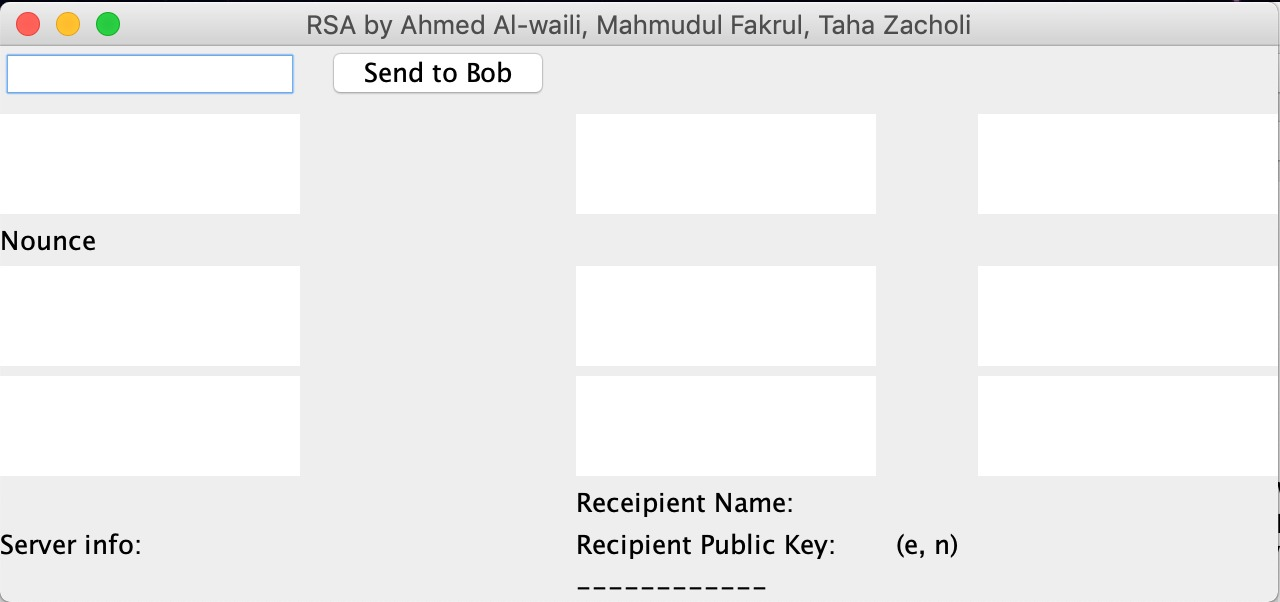 RSA by Ahmed Al-waili, Mahmudul Fakrul, Taha Zacholi
Send to Bob
Nounce
Receipient Name:
Server info:
Recipient Public Key: (e, n)
------------